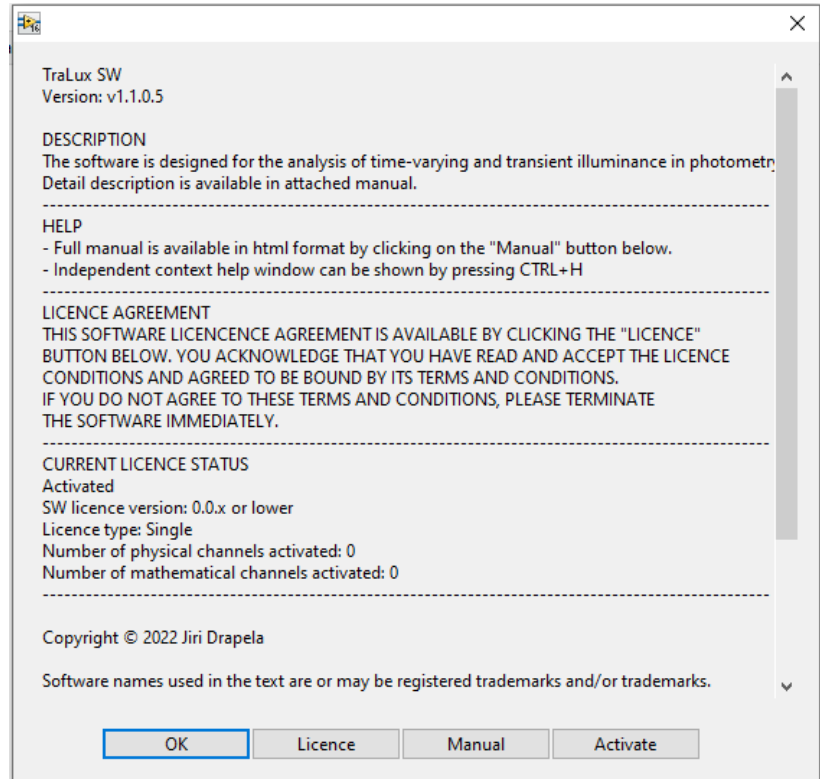 TraLux SW
Version: v1.1.0.5
DESCRIPTION
The software is designed for the analysis of time-varying and transient illuminance in photometry
Detail description is available in attached manual.
--------------------------------------------------------------------------------
HELP
- Full manual is available in html format by clicking on the "Manual" button below.
- Independent context help window can be shown by pressing CTRL+H
--------------------------------------------------------------------------------
LICENCE AGREEMENT
THIS SOFTWARE LICENCENCE AGREEMENT IS AVAILABLE BY CLICKING THE "LICENCE"
BUTTON BELOW. YOU ACKNOWLEDGE THAT YOU HAVE READ AND ACCEPT THE LICENCE
CONDITIONS AND AGREED TO BE BOUND BY ITS TERMS AND CONDITIONS.
IF YOU DO NOT AGREE TO THESE TERMS AND CONDITIONS, PLEASE TERMINATE
THE SOFTWARE IMMEDIATELY.
--------------------------------------------------------------------------------
CURRENT LICENCE STATUS
Activated
SW licence version: 0.0.x or lower
Licence type: Single
Number of physical channels activated: 0
Number of mathematical channels activated: 0
--------------------------------------------------------------------------------
Copyright © 2022 Jiri Drapela
Software names used in the text are or may be registered trademarks and/or trademarks.
OK Licence Manual Activate